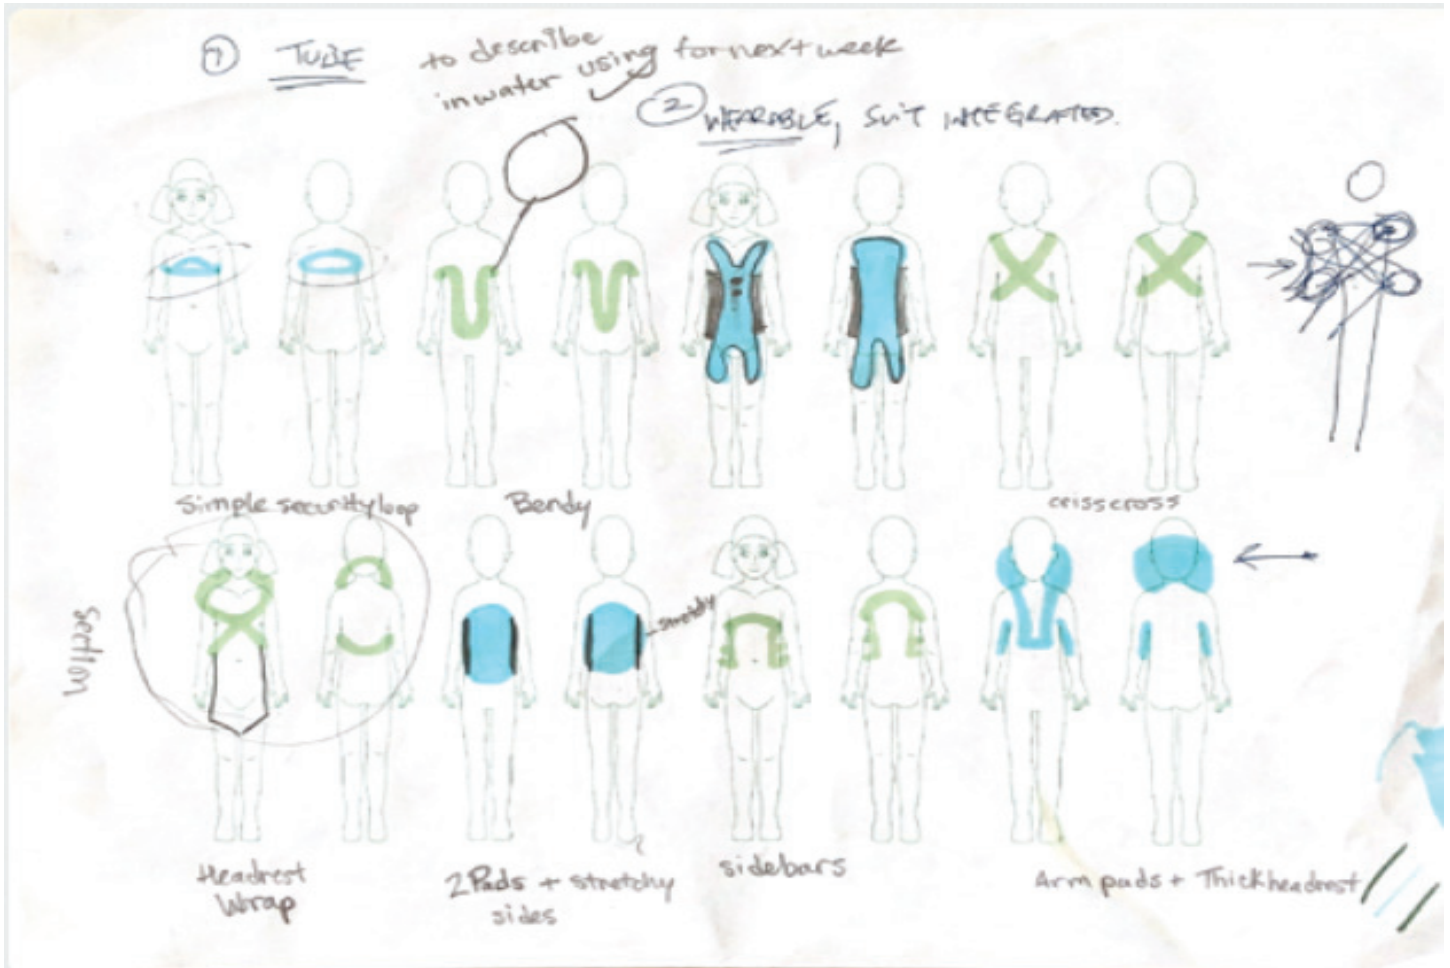 ① TUBE
to describe
in water using for next week
② WEARABLE, SUIT INTEGRATED.
Simple security loop
Bendy
crisscross
stretchy
Headrest
Wrap
2 Pads + stretchy
sides
sidebars
Arm pads + Thick headrest